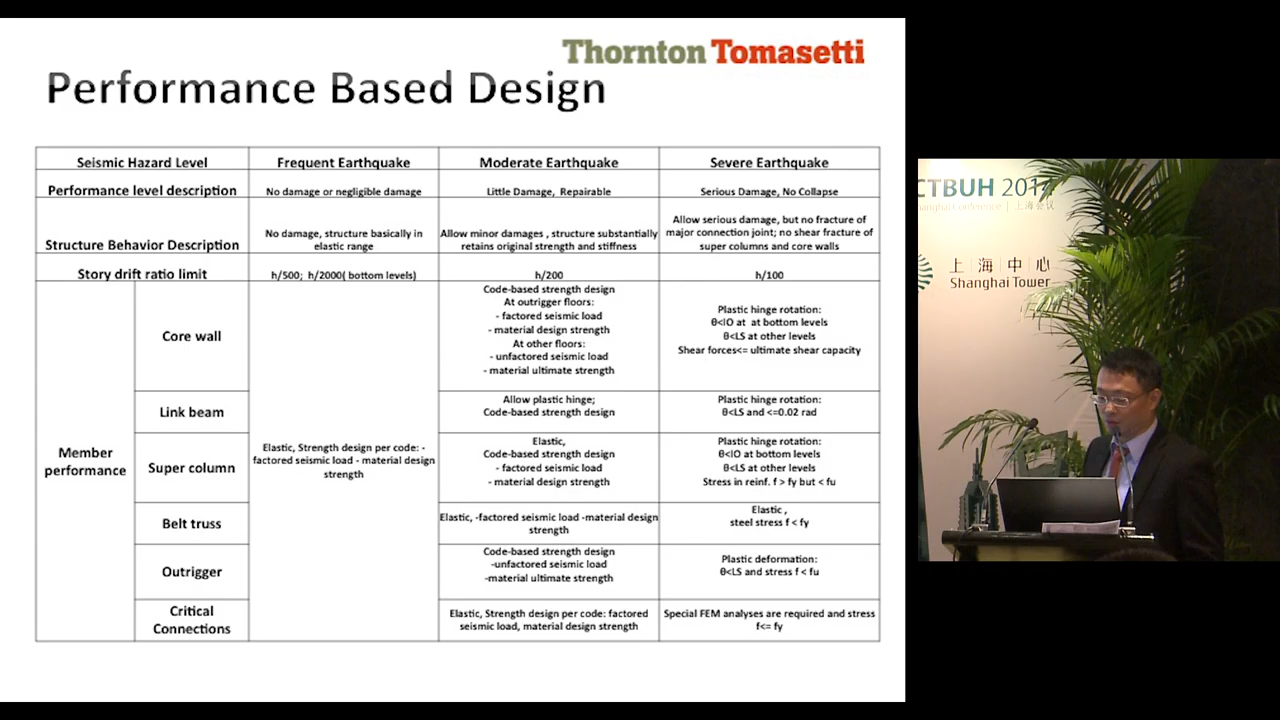 Thornton Tomasetti
Performance Based Design
Seismic Hazard Level
Frequent Earthquake
Moderate Earthquake
Severe Earthquake
Performance level description
No damage or negligible damage
Little Damage, Repairable
Serious Damage, No Collapse
Structure Behavior Description
No damage, structure basically in
elastic range
Allow minor damages , structure substantially
retains original strength and stiffness
Allow serious damage, but no fracture of
major connection joint; no shear fracture of
super columns and core walls
Story drift ratio limit
h/500; h/2000( bottom levels)
h/200
h/100
Member
performance
Core wall
Elastic, Strength design per code: -
factored seismic load - material design
strength
Code-based strength design
At outrigger floors:
- factored seismic load
- material design strength
At other floors:
- unfactored seismic load
- material ultimate strength
Plastic hinge rotation:
θ<IO at at bottom levels
θ<LS at other levels
Shear forces<= ultimate shear capacity
Link beam
Allow plastic hinge;
Code-based strength design
Plastic hinge rotation:
θ<LS and <=0.02 rad
Super column
Elastic,
Code-based strength design
- factored seismic load
- material design strength
Plastic hinge rotation:
θ<IO at bottom levels
θ<LS at other levels
Stress in reinf. f > fy but < fu
Belt truss
Elastic, -factored seismic load -material design
strength
Elastic ,
steel stress f < fy
Outrigger
Code-based strength design
-unfactored seismic load
-material ultimate strength
Plastic deformation:
θ<LS and stress f < fu
Critical
Connections
Elastic, Strength design per code: factored
seismic load, material design strength
Special FEM analyses are required and stress
f<= fy
CTBUH 2014
hanghai Conference | 上海会议
上海中心
Shanghai Tower